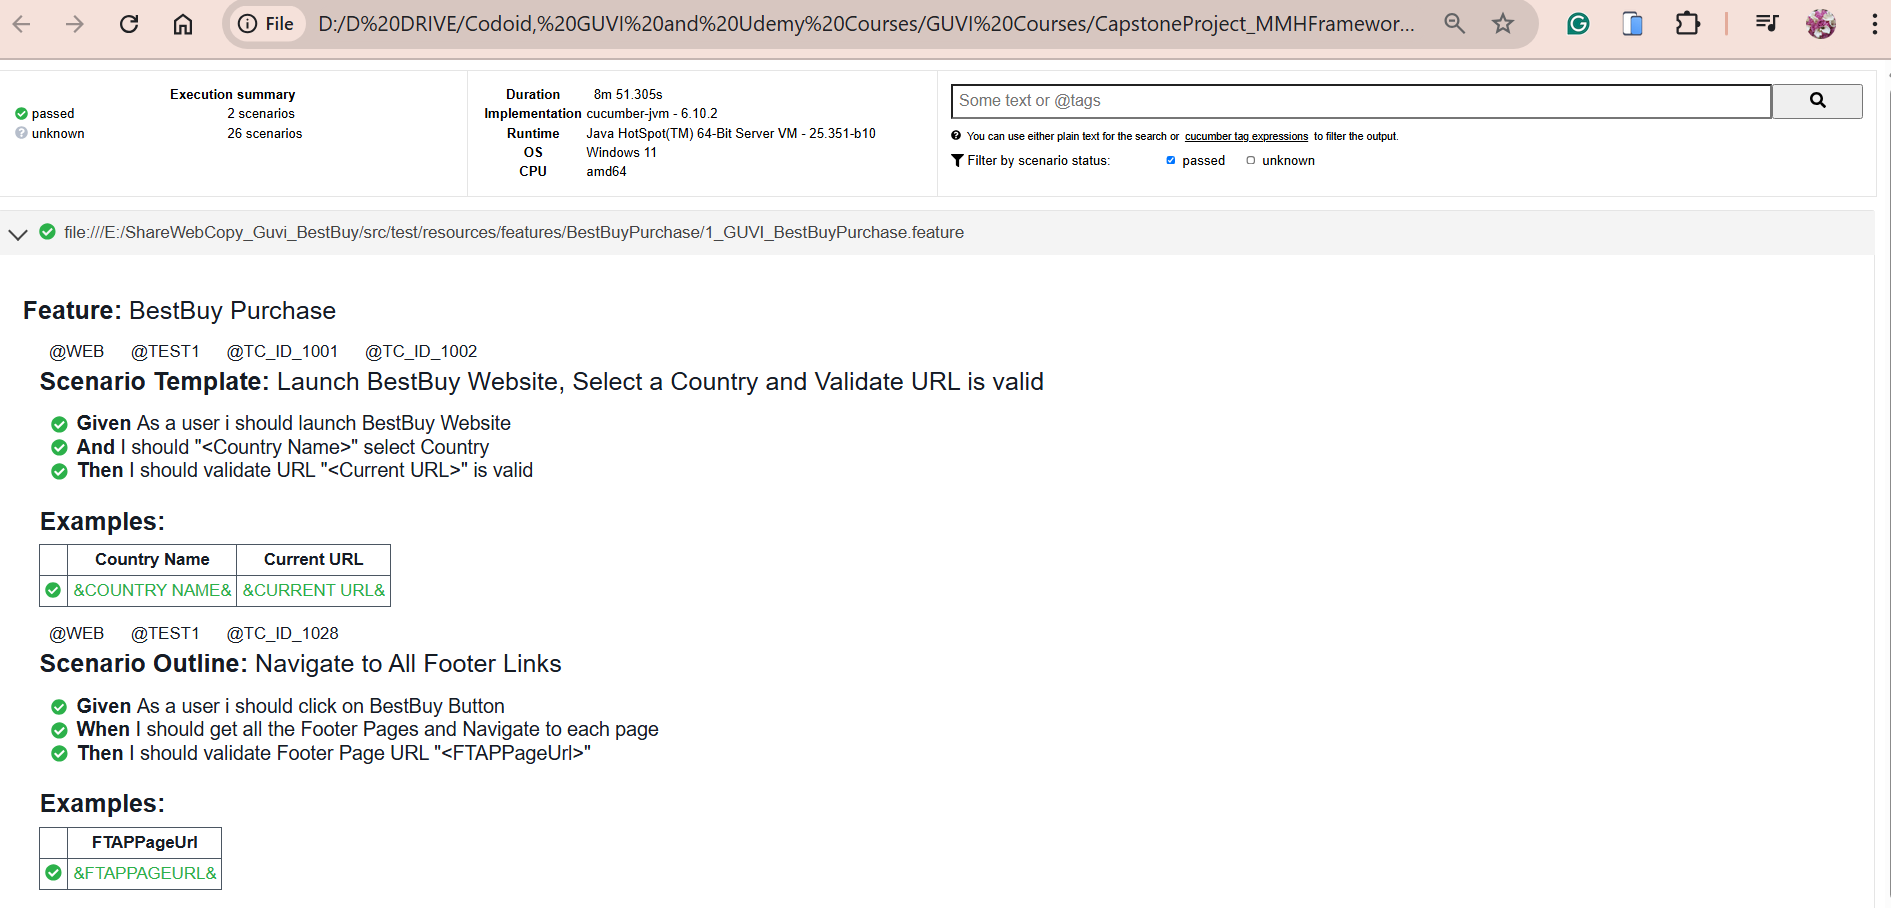 File D:/D%20DRIVE/Codoid,%20GUVI%20and%20Udemy%20Courses/GUVI%20Courses/CapstoneProject_MMHFramewor...
Execution summary
passed 2 scenarios
unknown 26 scenarios
Duration 8m 51.305s
Implementation cucumber-jvm - 6.10.2
Runtime Java HotSpot(TM) 64-Bit Server VM - 25.351-b10
OS Windows 11
CPU amd64
Some text or @tags
You can use either plain text for the search or cucumber tag expressions to filter the output.
Filter by scenario status: passed unknown
file:///E:/ShareWebCopy_Guvi_BestBuy/src/test/resources/features/BestBuyPurchase/1_GUVI_BestBuyPurchase.feature
Feature: BestBuy Purchase
@WEB @TEST1 @TC_ID_1001 @TC_ID_1002
Scenario Template: Launch BestBuy Website, Select a Country and Validate URL is valid
Given As a user i should launch BestBuy Website
And I should "<Country Name>" select Country
Then I should validate URL "<Current URL>" is valid
Examples:
Country Name Current URL
&COUNTRY NAME& &CURRENT URL&
@WEB @TEST1 @TC_ID_1028
Scenario Outline: Navigate to All Footer Links
Given As a user i should click on BestBuy Button
When I should get all the Footer Pages and Navigate to each page
Then I should validate Footer Page URL "<FTAPPageUrl>"
Examples:
FTAPPageUrl
&FTAPPAGEURL&